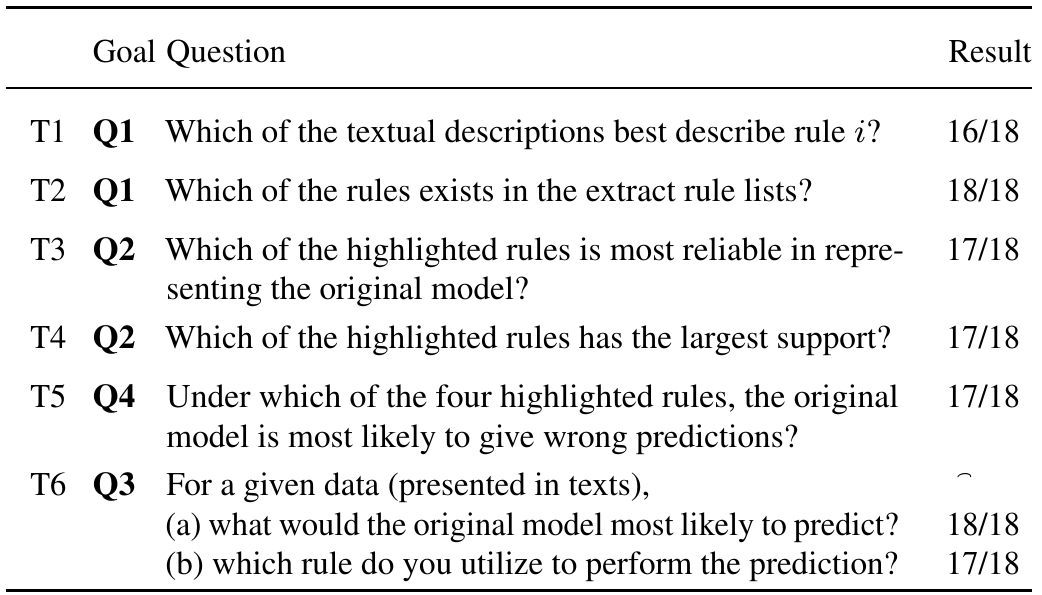 Goal Question Result
T1 Q1 Which of the textual descriptions best describe rule i? 16/18
T2 Q1 Which of the rules exists in the extract rule lists? 18/18
T3 Q2 Which of the highlighted rules is most reliable in repre- 17/18
senting the original model?
T4 Q2 Which of the highlighted rules has the largest support? 17/18
T5 Q4 Under which of the four highlighted rules, the original 17/18
model is most likely to give wrong predictions?
T6 Q3 For a given data (presented in texts),
(a) what would the original model most likely to predict? 18/18
(b) which rule do you utilize to perform the prediction? 17/18